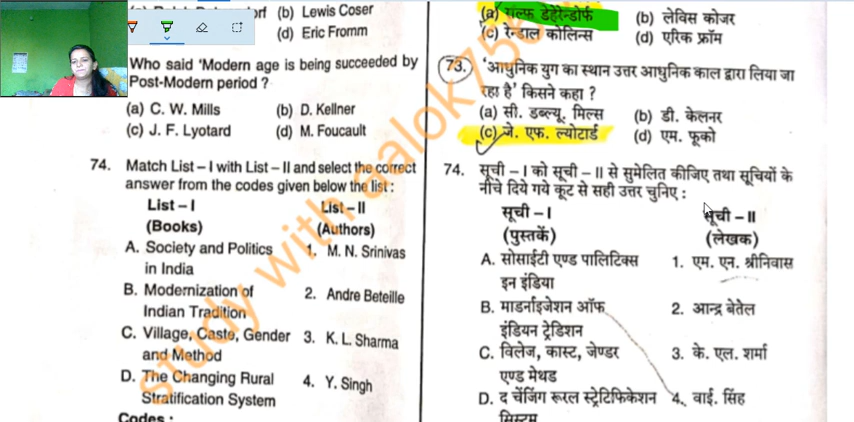 (b) Lewis Coser
(d) Eric Fromm
Who said 'Modern age is being succeeded by
Post-Modern period ?
(a) C. W. Mills (b) D. Kellner
(c) J. F. Lyotard (d) M. Foucault
74. Match List – I with List – II and select the correct
answer from the codes given below the list :
List – I List – II
(Books) (Authors)
A. Society and Politics 1. M. N. Srinivas
in India
B. Modernization of 2. Andre Beteille
Indian Tradition
C. Village, Caste, Gender 3. K. L. Sharma
and Method
D. The Changing Rural 4. Y. Singh
Stratification System
Codes :
(a) राल्फ डेहेरेन्डोर्फ (b) लेविस कोजर
(c) रेन्डाल कोलिन्स (d) एरिक फ्रॉम
73. 'आधुनिक युग का स्थान उत्तर आधुनिक काल द्वारा लिया जा
रहा है' किसने कहा ?
(a) सी. डब्ल्यू. मिल्स (b) डी. केलनर
(c) जे. एफ. ल्योटार्ड (d) एम. फूको
74. सूची – I को सूची – II से सुमेलित कीजिए तथा सूचियों के
नीचे दिये गये कूट से सही उत्तर चुनिए :
सूची – I सूची – II
(पुस्तकें) (लेखक)
A. सोसाईटी एण्ड पालिटिक्स 1. एम. एन. श्रीनिवास
इन इंडिया
B. माडर्नाइजेशन ऑफ 2. आन्द्र बेतेल
इंडियन ट्रेडिशन
C. विलेज, कास्ट, जेण्डर 3. के. एल. शर्मा
एण्ड मेथड
D. द चेंजिंग रूरल स्ट्रेटिफिकेशन 4. वाई. सिंह
सिस्टम
study with aalok